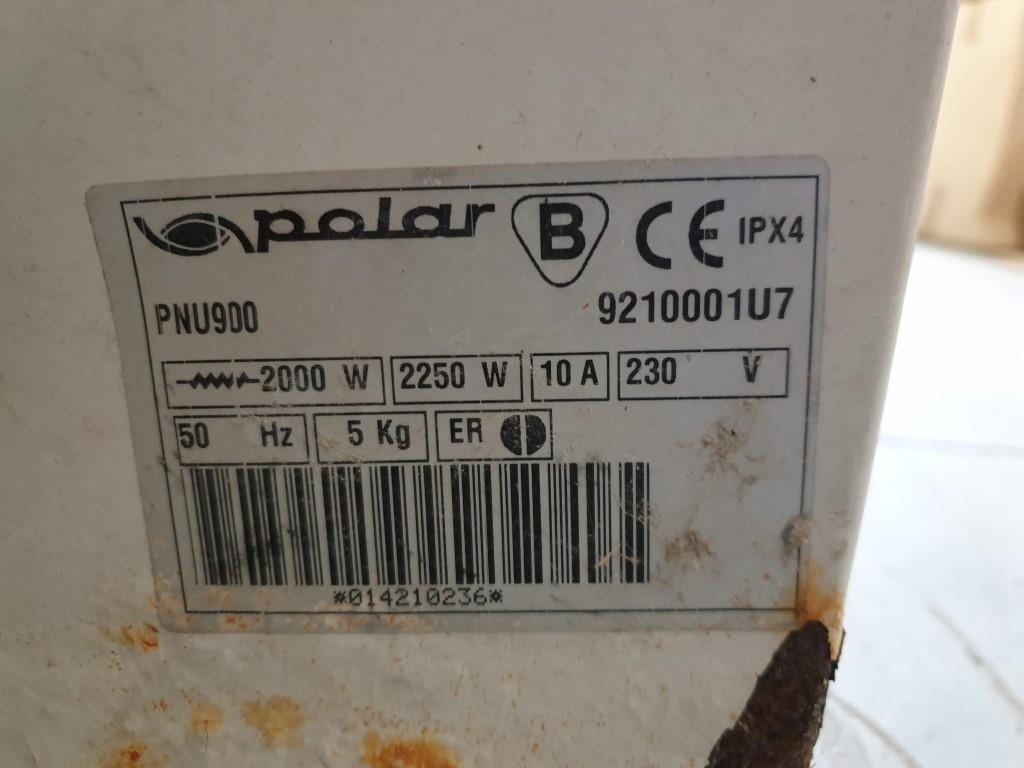 polar B CE IPX4
PNU900 9210001U7
2000 W 2250 W 10 A 230 V
50 Hz 5 Kg ER
*014210236*